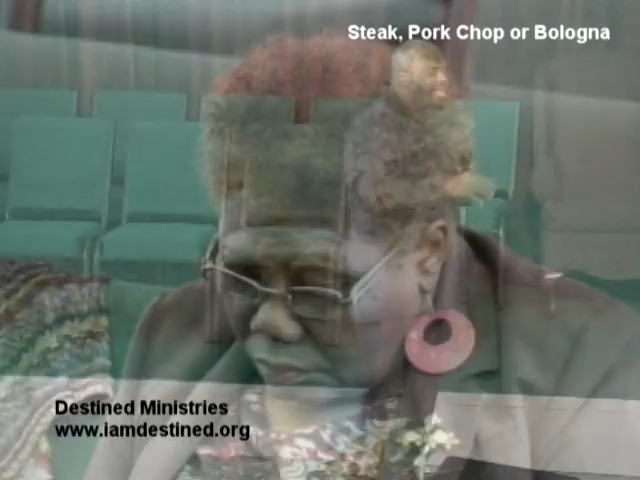 Steak, Pork Chop or Bologna
Destined Ministries
www.iamdestined.org